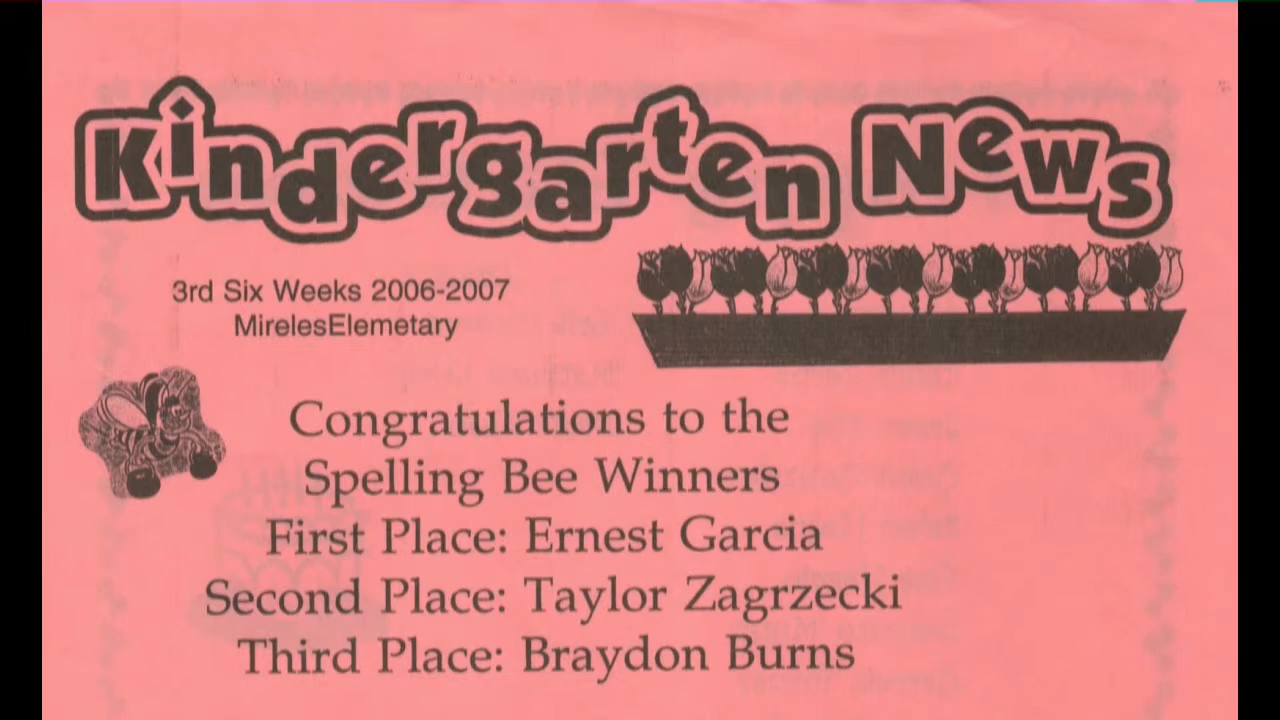 Kindergarten News
3rd Six Weeks 2006-2007
MirelesElemetary
Congratulations to the
Spelling Bee Winners
First Place: Ernest Garcia
Second Place: Taylor Zagrzecki
Third Place: Braydon Burns